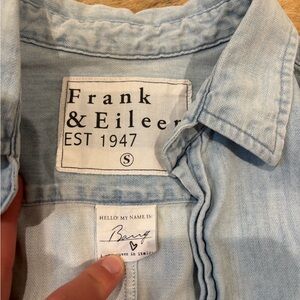 Frank
& Eileen
EST 1947
S
HELLO! MY NAME IS:
Barry